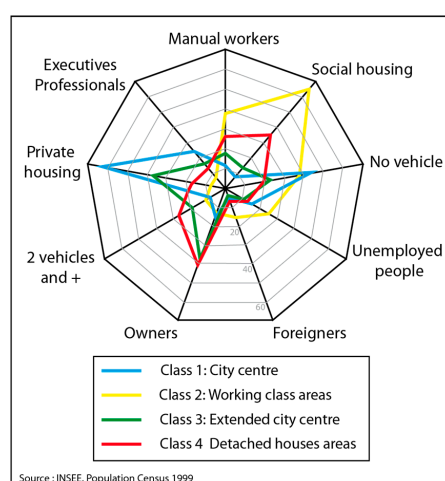 Manual workers
Executives
Professionals
Social housing
Private
housing
No vehicle
Unemployed
people
2 vehicles
and +
20
40
60
Owners
Foreigners
Class 1: City centre
Class 2: Working class areas
Class 3: Extended city centre
Class 4 Detached houses areas
Source : INSEE, Population Census 1999